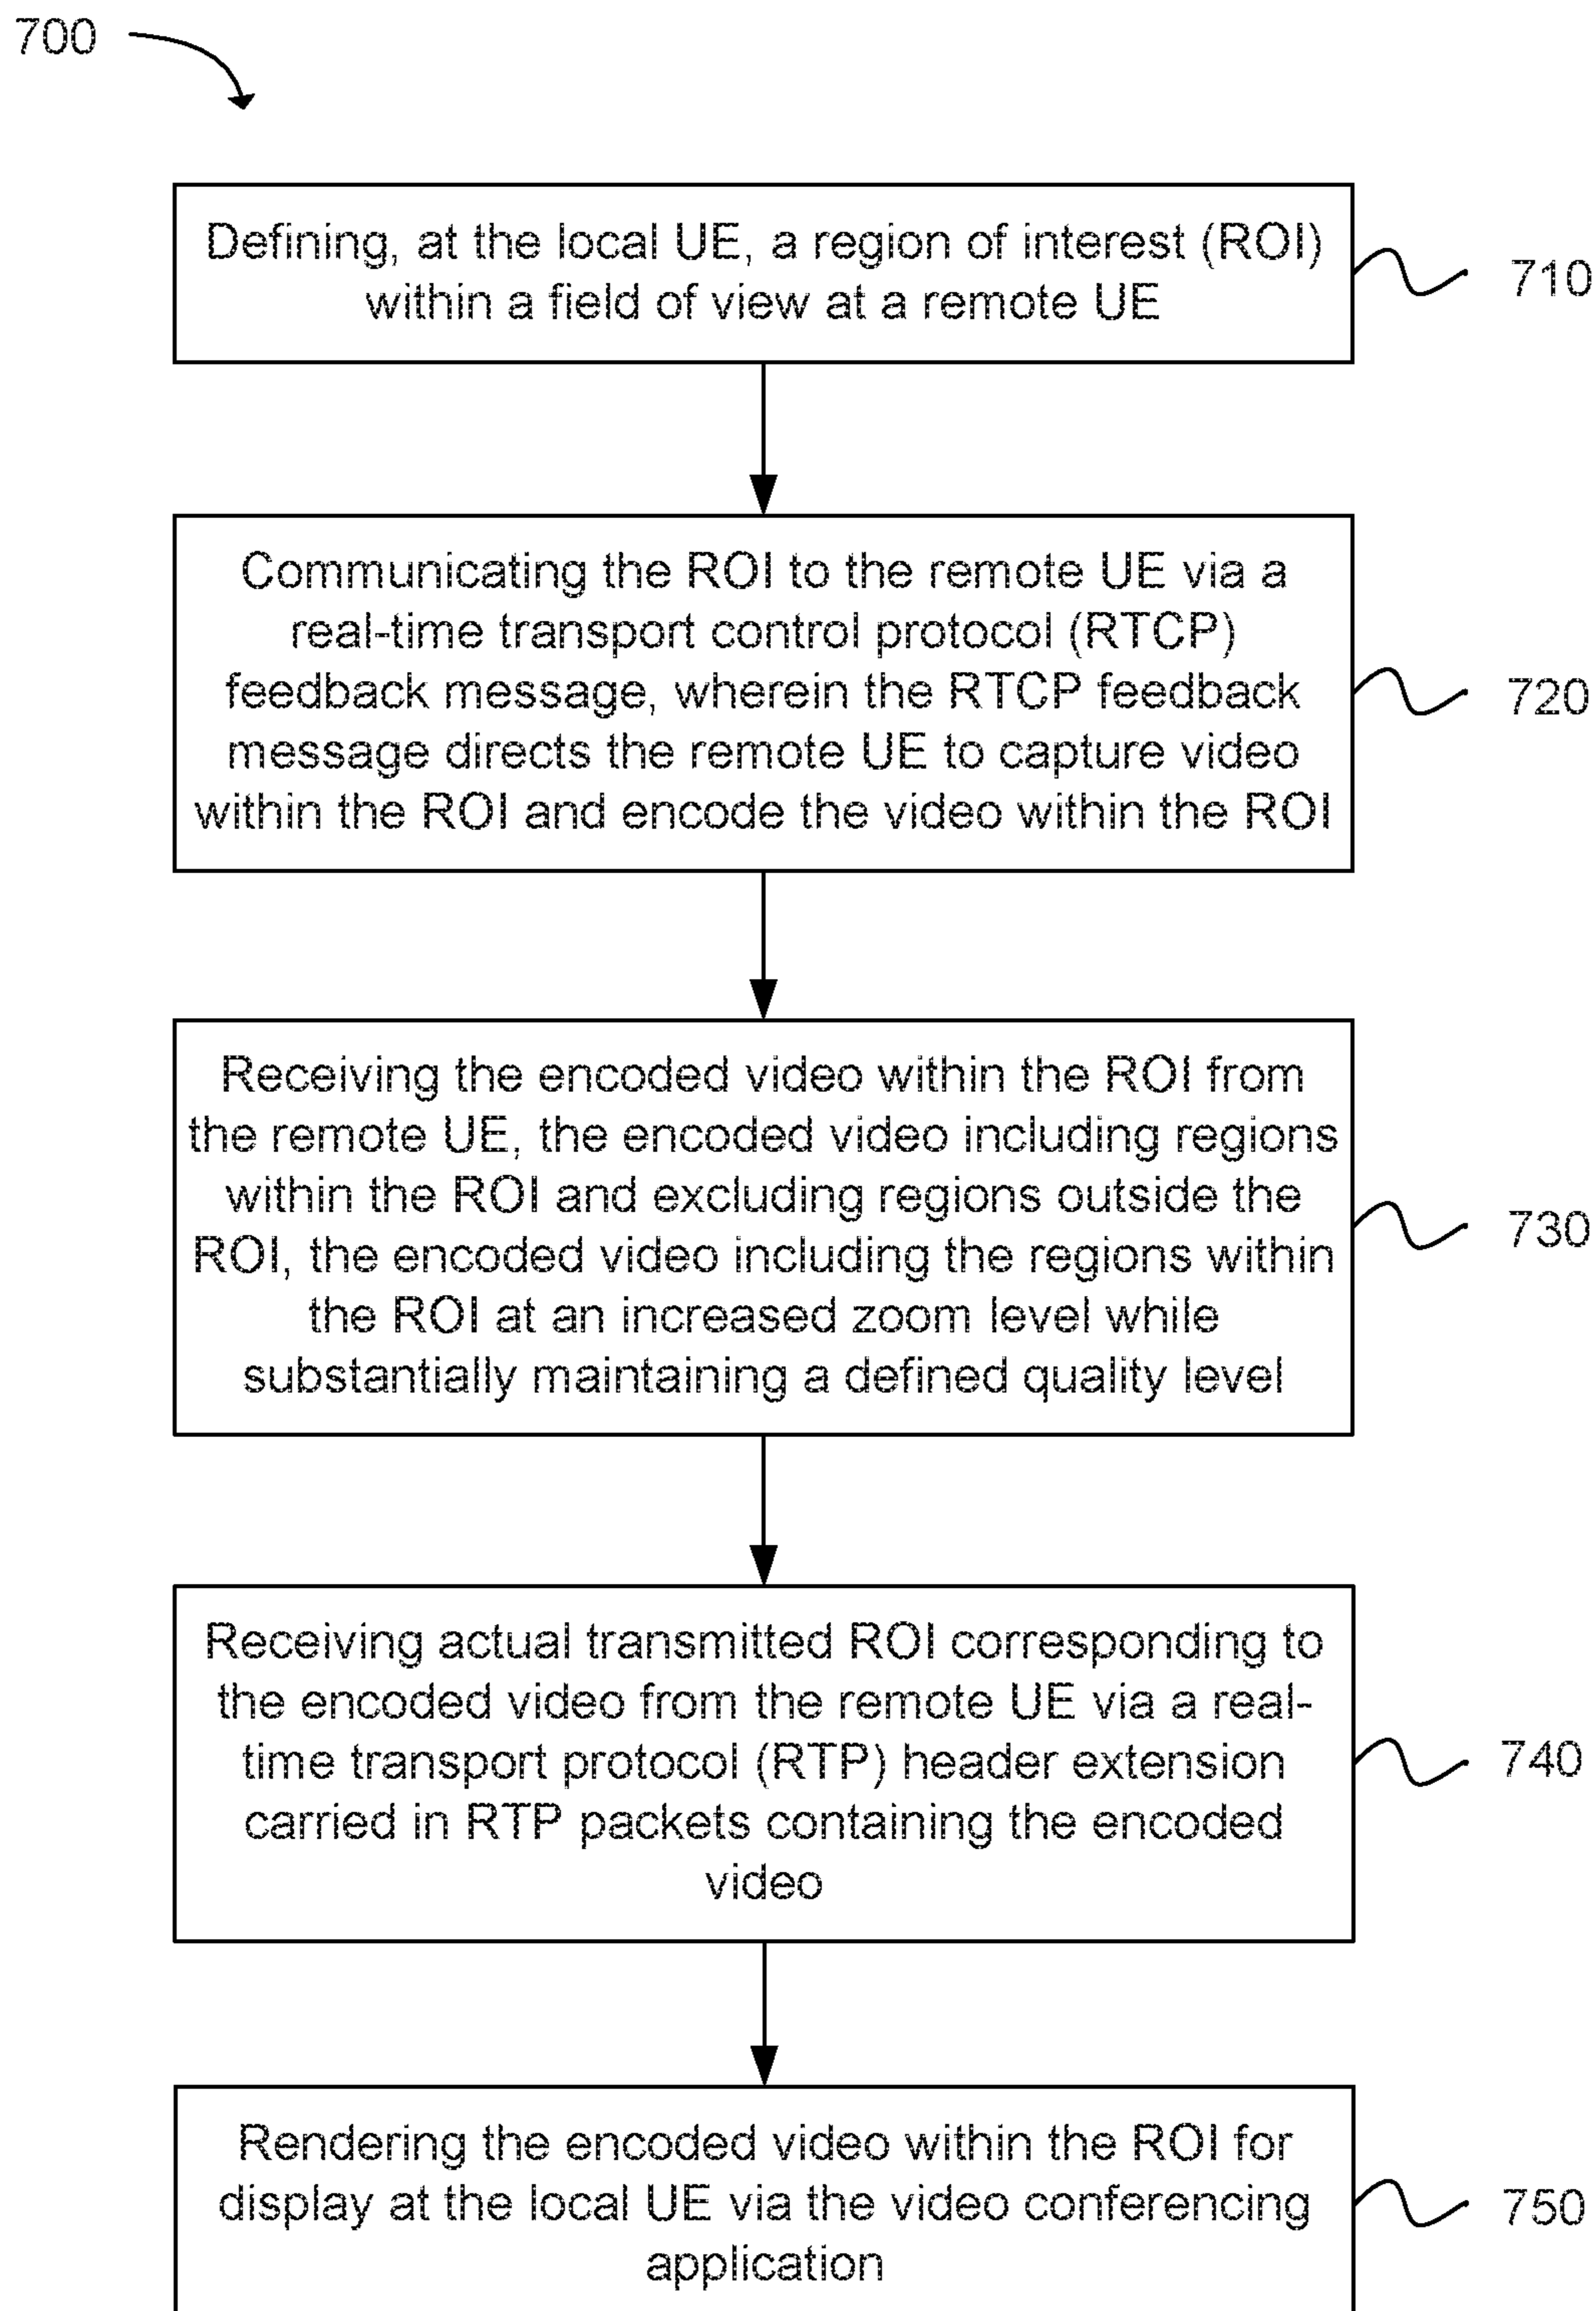 700
Defining, at the local UE, a region of interest (ROI)
within a field of view at a remote UE
710
Communicating the ROI to the remote UE via a
real-time transport control protocol (RTCP)
feedback message, wherein the RTCP feedback
message directs the remote UE to capture video
within the ROI and encode the video within the ROI
720
Receiving the encoded video within the ROI from
the remote UE, the encoded video including regions
within the ROI and excluding regions outside the
ROI, the encoded video including the regions within
the ROI at an increased zoom level while
substantially maintaining a defined quality level
730
Receiving actual transmitted ROI corresponding to
the encoded video from the remote UE via a real-
time transport protocol (RTP) header extension
carried in RTP packets containing the encoded
video
740
Rendering the encoded video within the ROI for
display at the local UE via the video conferencing
application
750